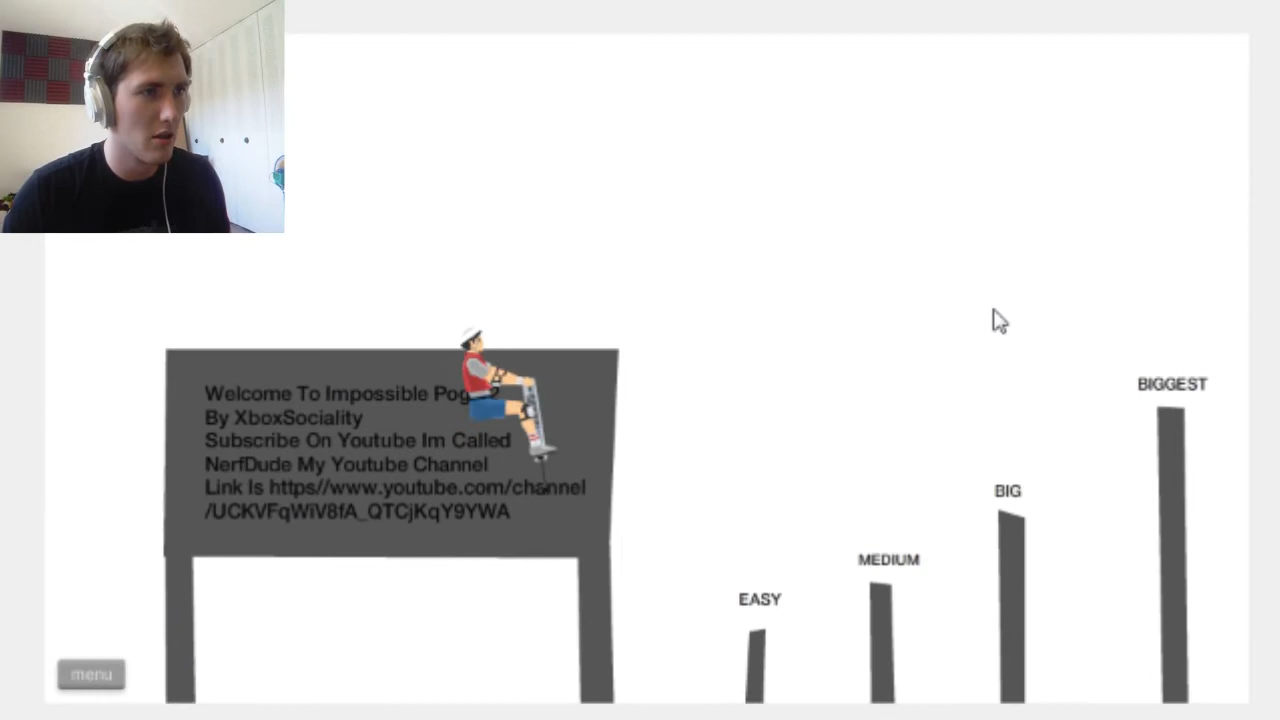 Welcome To Impossible Pog
By XboxSociality
Subscribe On Youtube Im Called
NerfDude My Youtube Channel
Link Is https//www.youtube.com/channel
/UCKVFqWiV8fA_QTCjKqY9YWA
BIGGEST
BIG
MEDIUM
EASY
menu